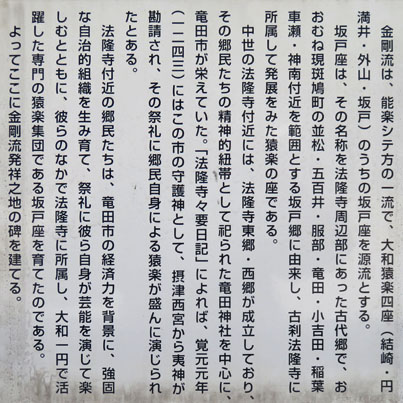 金剛流は、能楽シテ方の一流で、大和猿楽四座（結崎・円
満井・外山・坂戸）のうちの坂戸座を源流とする。
坂戸座は、その名称を法隆寺周辺部にあった古代郷で、お
おむね現斑鳩町の並松・五百井・服部・竜田・小吉田・稲葉
車瀬・神南付近を範囲とする坂戸郷に由来し、古刹法隆寺に
所属して発展をみた猿楽の座である。
中世の法隆寺付近には、法隆寺東郷・西郷が成立しており、
その郷民たちの精神的紐帯として祀られた竜田神社を中心に、
竜田市が栄えていた。「法隆寺々要日記」によれば、覚元元年
（一二四三）にはこの市の守護神として、摂津西宮から夷神が
勘請され、その祭礼に郷民自身による猿楽が盛んに演じられ
たとある。
法隆寺付近の郷民たちは、竜田市の経済力を背景に、強固
な自治的組織を生み育て、祭礼に彼ら自身が芸能を演じて楽
しむとともに、彼らのなかで法隆寺に所属し、大和一円で活
躍した専門の猿楽集団である坂戸座を育てたのである。
よってここに金剛流発祥之地の碑を建てる。